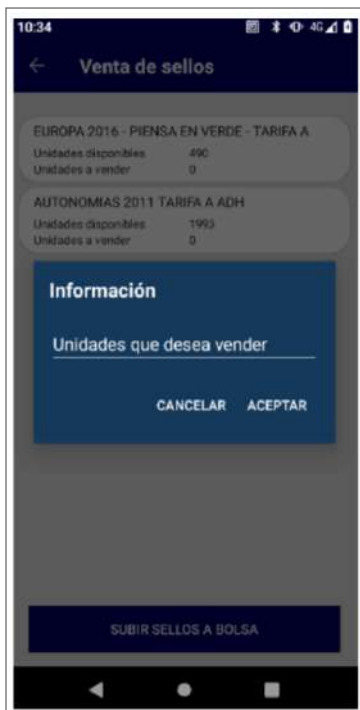 10:34
4G
Venta de sellos
EUROPA 2016 - PIENSA EN VERDE - TARIFA A
Unidades disponibles 490
Unidades a vender 0
AUTONOMIAS 2011 TARIFA A ADH
Unidades disponibles 1993
Unidades a vender 0
Información
Unidades que desea vender
CANCELAR ACEPTAR
SUBIR SELLOS A BOLSA